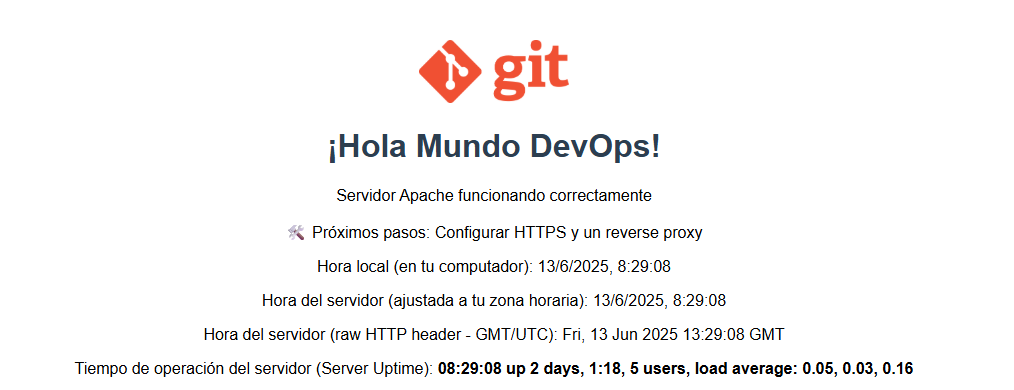 git
¡Hola Mundo DevOps!
Servidor Apache funcionando correctamente
🛠️ Próximos pasos: Configurar HTTPS y un reverse proxy
Hora local (en tu computador): 13/6/2025, 8:29:08
Hora del servidor (ajustada a tu zona horaria): 13/6/2025, 8:29:08
Hora del servidor (raw HTTP header - GMT/UTC): Fri, 13 Jun 2025 13:29:08 GMT
Tiempo de operación del servidor (Server Uptime): 08:29:08 up 2 days, 1:18, 5 users, load average: 0.05, 0.03, 0.16